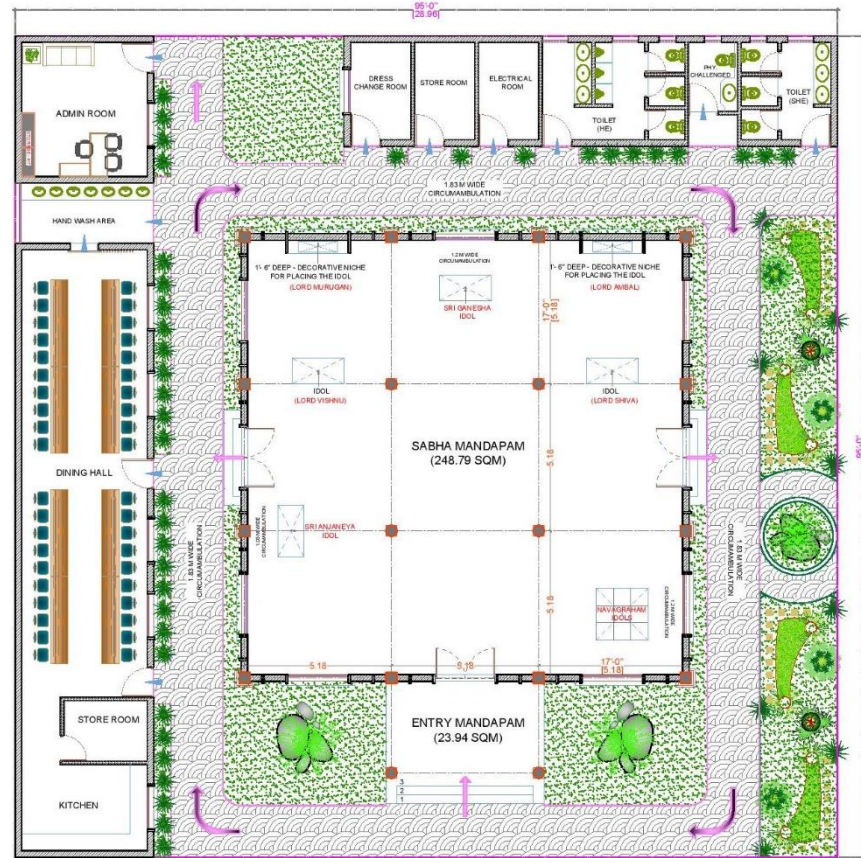 95'-0"
[28.96]
ADMIN ROOM
DRESS
CHANGE ROOM
STORE ROOM
ELECTRICAL
ROOM
TOILET
(HE)
PHY
CHALLENGED
TOILET
(SHE)
HAND WASH AREA
1.83 M WIDE
CIRCUMAMBULATION
1'- 6" DEEP - DECORATIVE NICHE
FOR PLACING THE IDOL
(LORD MURUGAN)
1.2 M WIDE
CIRCUMAMBULATION
SRI GANESHA
IDOL
1'- 6" DEEP - DECORATIVE NICHE
FOR PLACING THE IDOL
(LORD AMBAL)
17'-0"
[5.18]
IDOL
(LORD VISHNU)
IDOL
(LORD SHIVA)
SABHA MANDAPAM
(248.79 SQM)
5.18
DINING HALL
SRI ANJANEYA
IDOL
CIRCUMAMBULATION
1.83 M WIDE
CIRCUMAMBULATION
1.83 M WIDE
CIRCUMAMBULATION
NAVAGRAHAM
IDOLS
1.2 M WIDE
CIRCUMAMBULATION
5.18
5.18
5.18
17'-0"
[5.18]
STORE ROOM
ENTRY MANDAPAM
(23.94 SQM)
KITCHEN
3
2
1